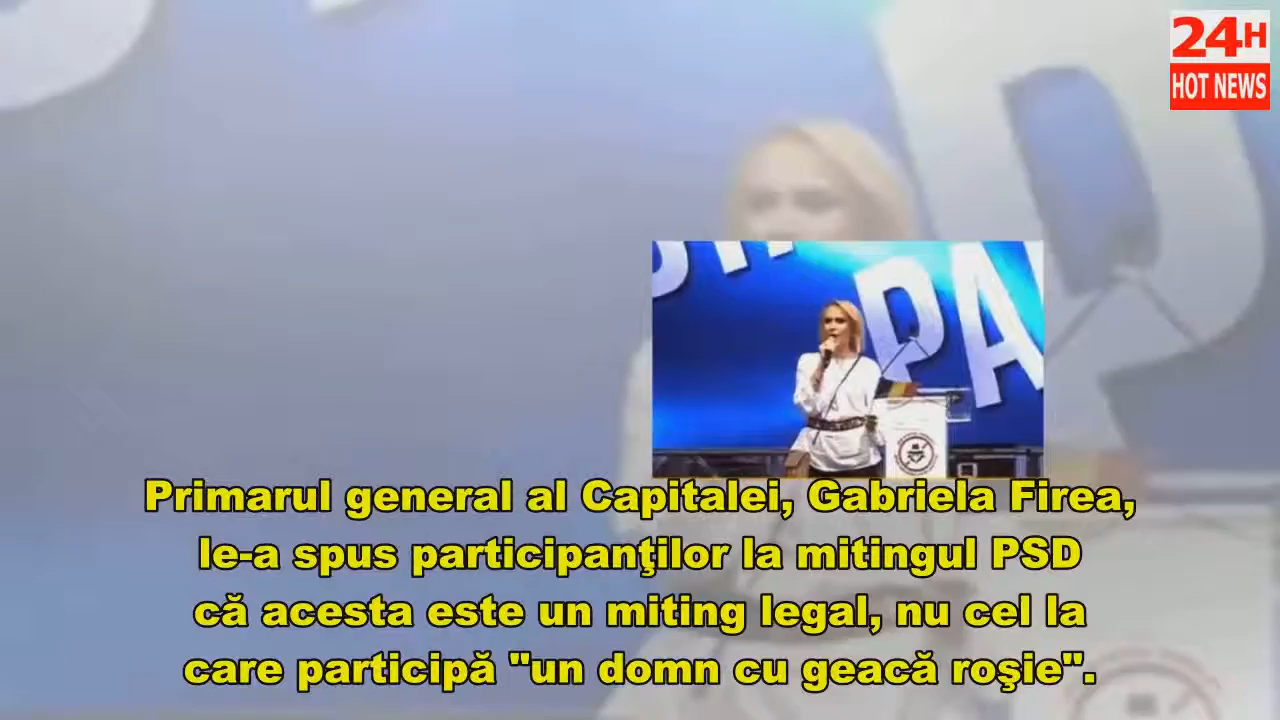 24H
HOT NEWS
PA
Primarul general al Capitalei, Gabriela Firea,
le-a spus participanţilor la mitingul PSD
că acesta este un miting legal, nu cel la
care participă "un domn cu geacă roşie".